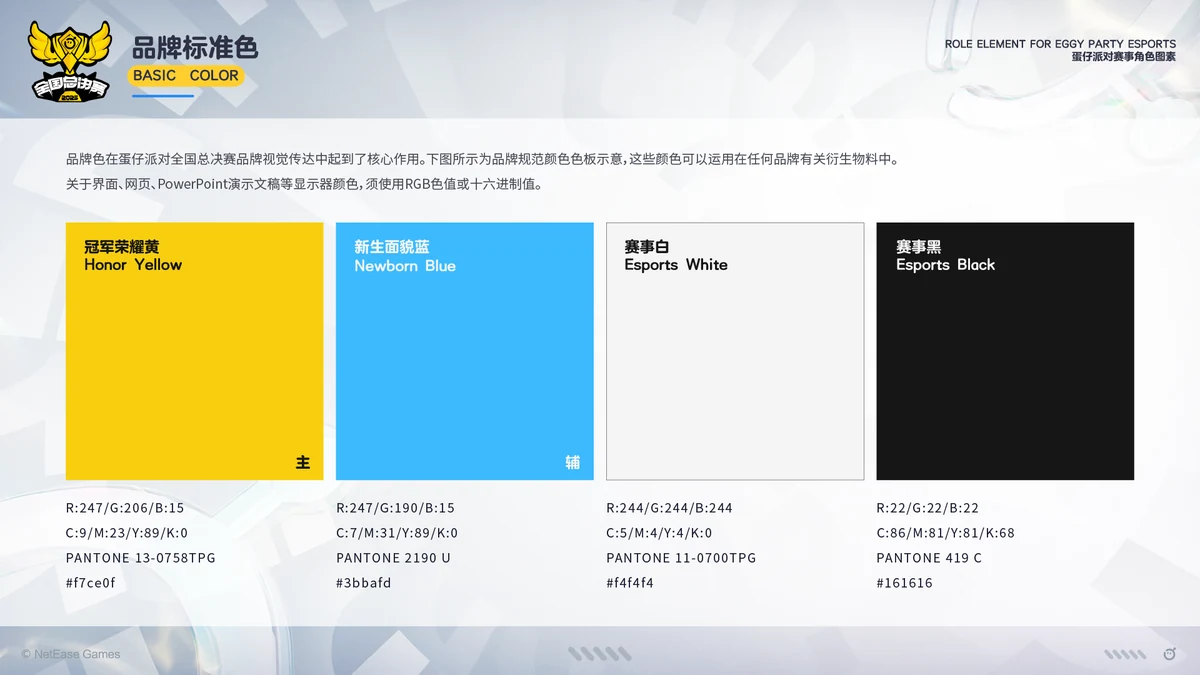 全国总决赛
2023
品牌标准色
BASIC COLOR
ROLE ELEMENT FOR EGGY PARTY ESPORTS
蛋仔派对赛事角色图素
品牌色在蛋仔派对全国总决赛品牌视觉传达中起到了核心作用。下图所示为品牌规范颜色色板示意，这些颜色可以运用在任何品牌有关衍生物料中。
关于界面、网页、PowerPoint演示文稿等显示器颜色，须使用RGB色值或十六进制值。
冠军荣耀黄
Honor Yellow
主
R:247/G:206/B:15
C:9/M:23/Y:89/K:0
PANTONE 13-0758TPG
#f7ce0f
新生面貌蓝
Newborn Blue
辅
R:247/G:190/B:15
C:7/M:31/Y:89/K:0
PANTONE 2190 U
#3bbafd
赛事白
Esports White
R:244/G:244/B:244
C:5/M:4/Y:4/K:0
PANTONE 11-0700TPG
#f4f4f4
赛事黑
Esports Black
R:22/G:22/B:22
C:86/M:81/Y:81/K:68
PANTONE 419 C
#161616
© NetEase Games